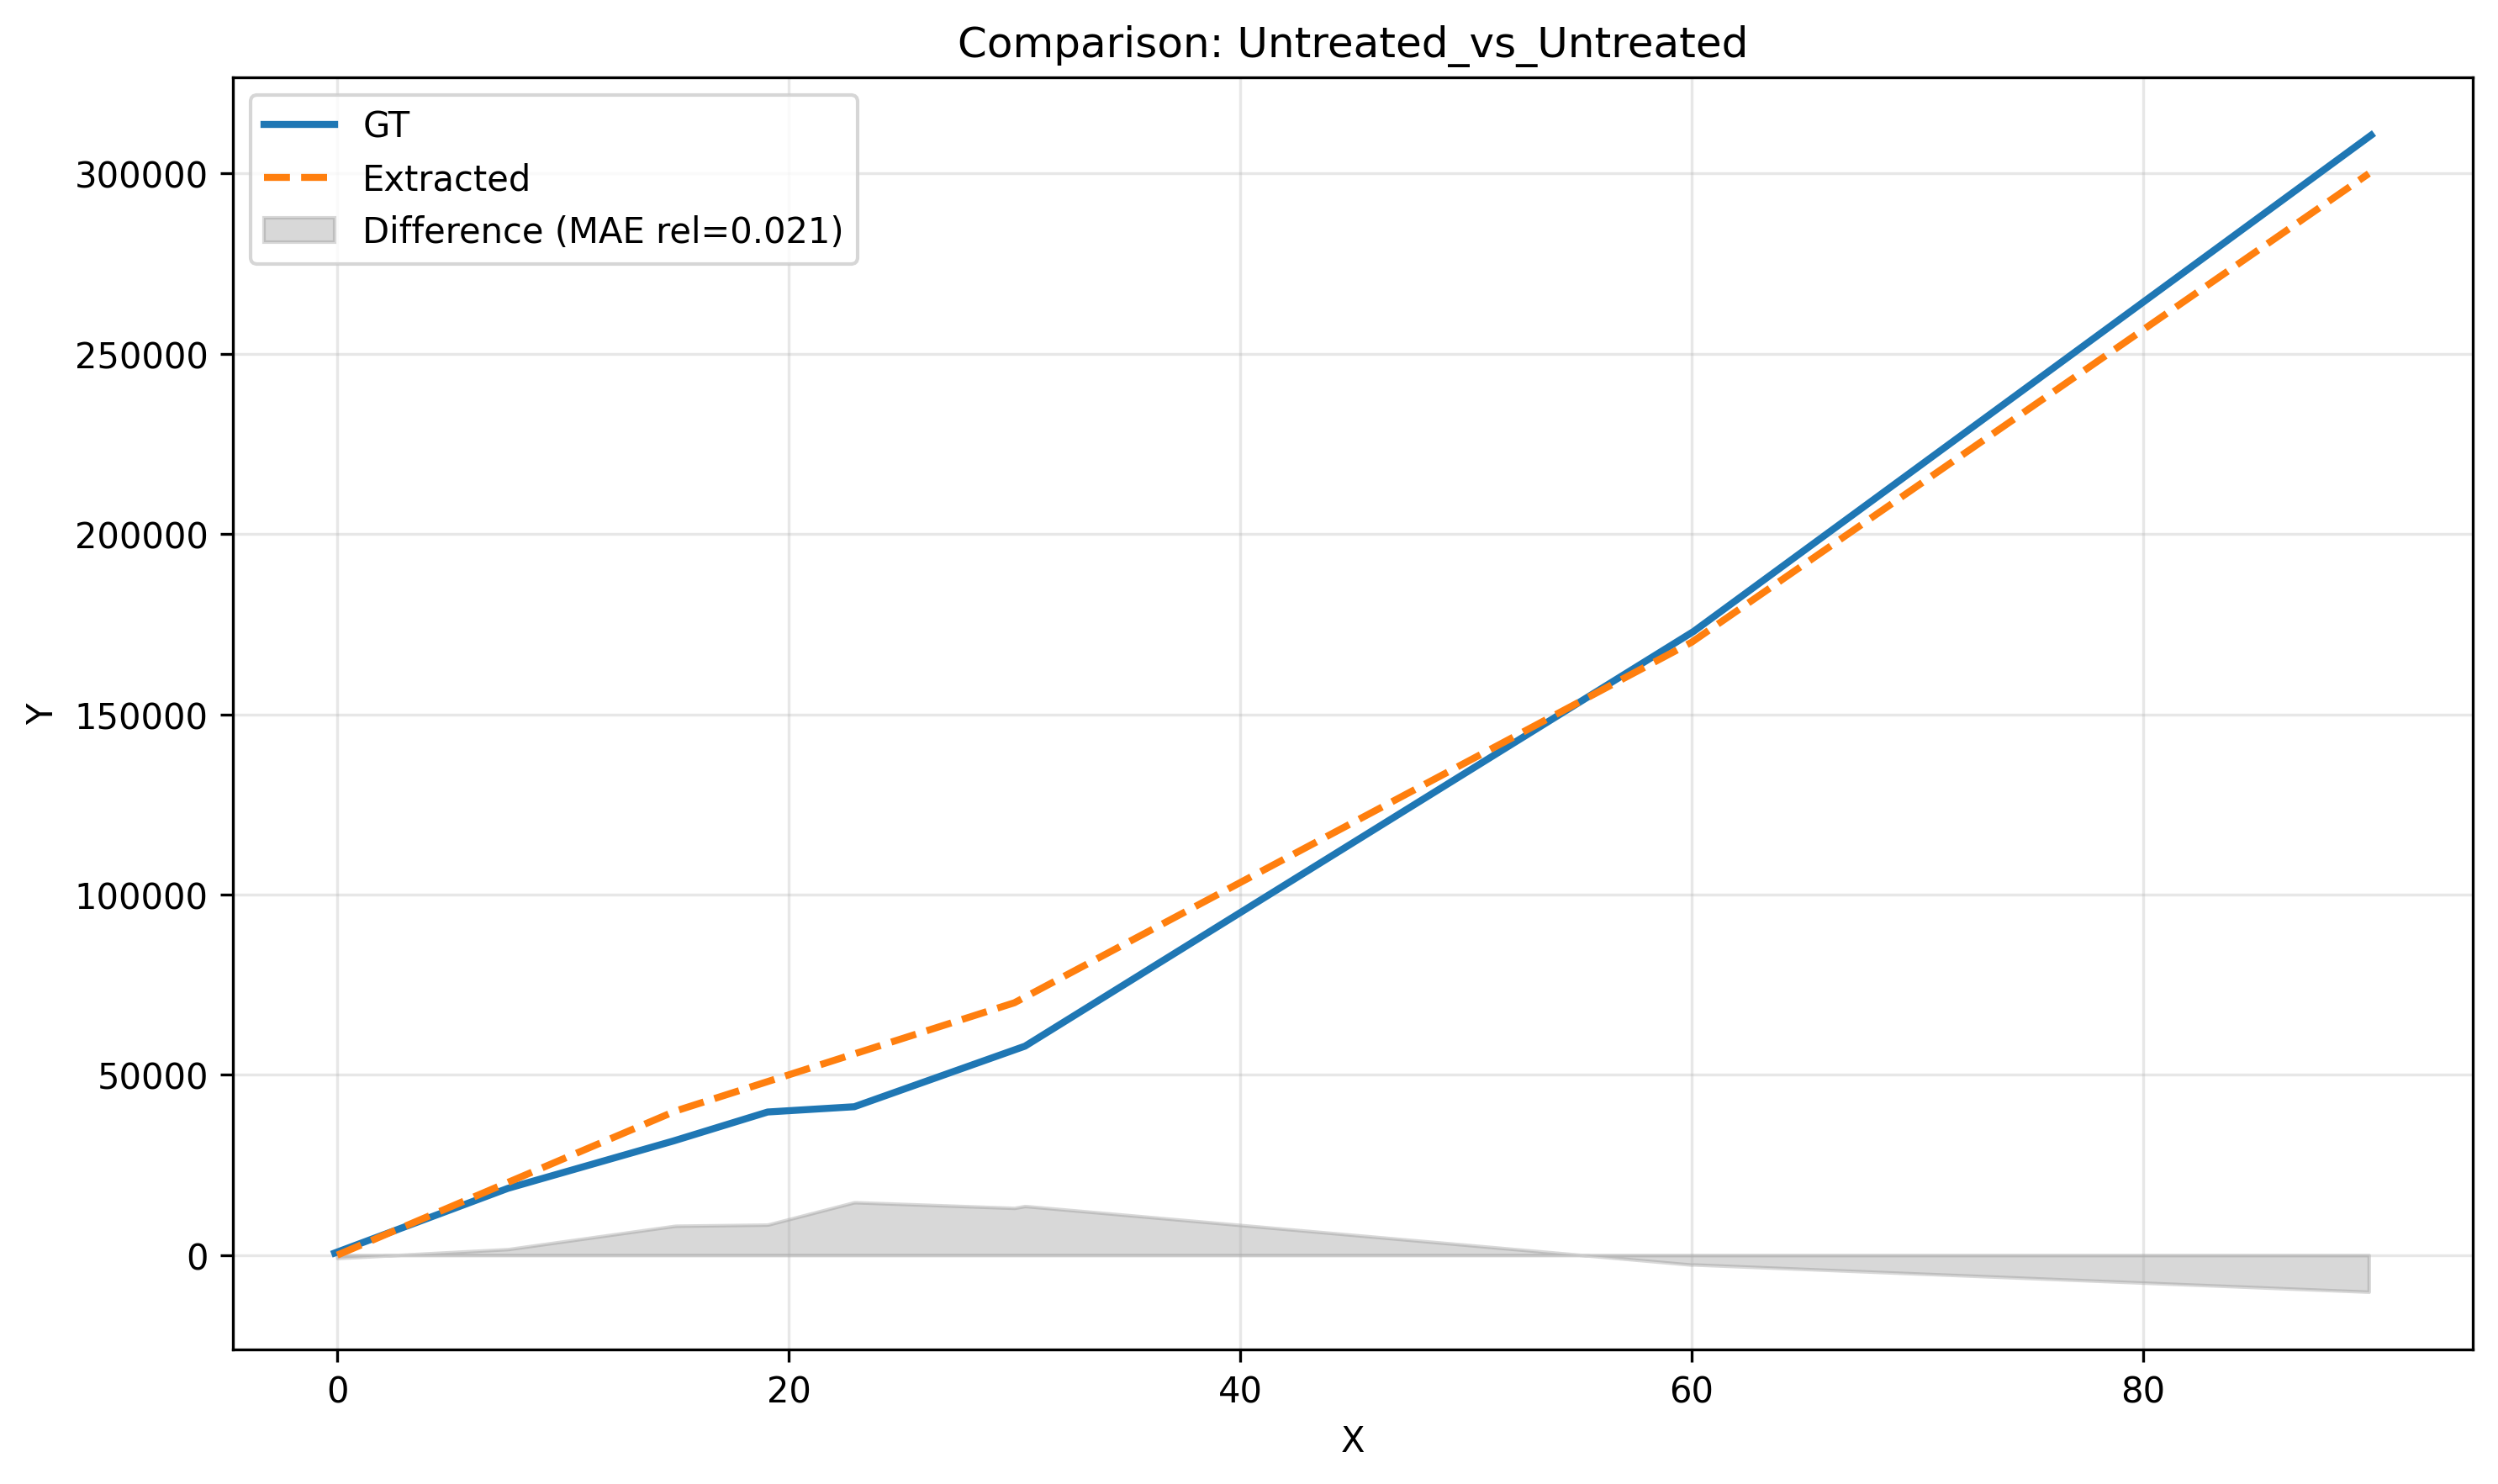 Comparison: Untreated_vs_Untreated
GT
Extracted
Difference (MAE rel=0.021)
300000
250000
200000
150000
100000
50000
0
Y
0 20 40 60 80
X